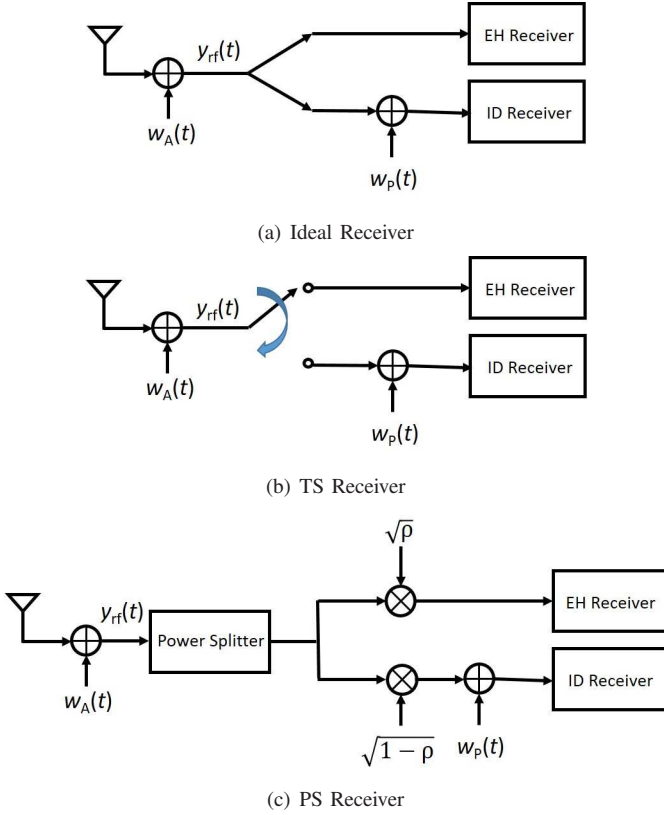 y_rf(t)
EH Receiver
ID Receiver
w_A(t)
w_P(t)
(a) Ideal Receiver
y_rf(t)
EH Receiver
ID Receiver
w_A(t)
w_P(t)
(b) TS Receiver
√ρ
y_rf(t)
Power Splitter
EH Receiver
ID Receiver
w_A(t)
√(1 − ρ)
w_P(t)
(c) PS Receiver